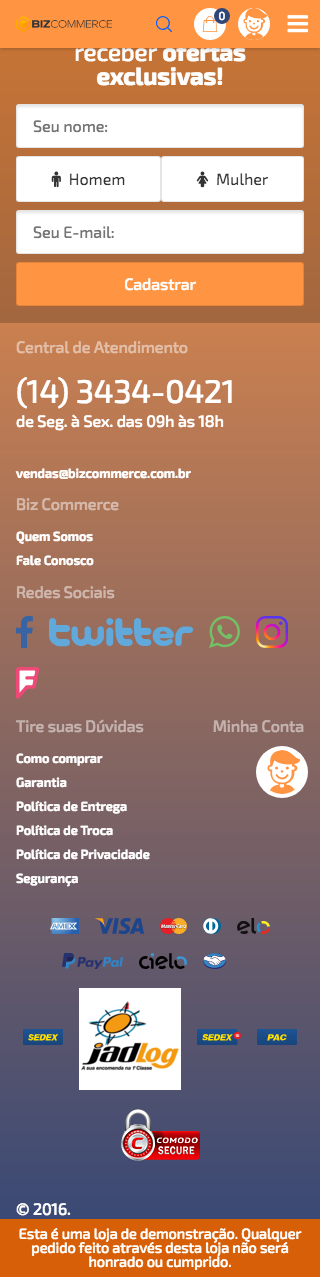 BIZCOMMERCE
0
receber ofertas
exclusivas!
Seu nome:
Homem
Mulher
Seu E-mail:
Cadastrar
Central de Atendimento
(14) 3434-0421
de Seg. à Sex. das 09h às 18h
vendas@bizcommerce.com.br
Biz Commerce
Quem Somos
Fale Conosco
Redes Sociais
twitter
Tire suas Dúvidas
Minha Conta
Como comprar
Garantia
Política de Entrega
Política de Troca
Política de Privacidade
Segurança
AMEX
VISA
MasterCard
elo
PayPal
cielo
SEDEX
jadlog
A sua encomenda na 1ª Classe
SEDEX
PAC
COMODO
SECURE
© 2016.
Esta é uma loja de demonstração. Qualquer
pedido feito através desta loja não será
honrado ou cumprido.